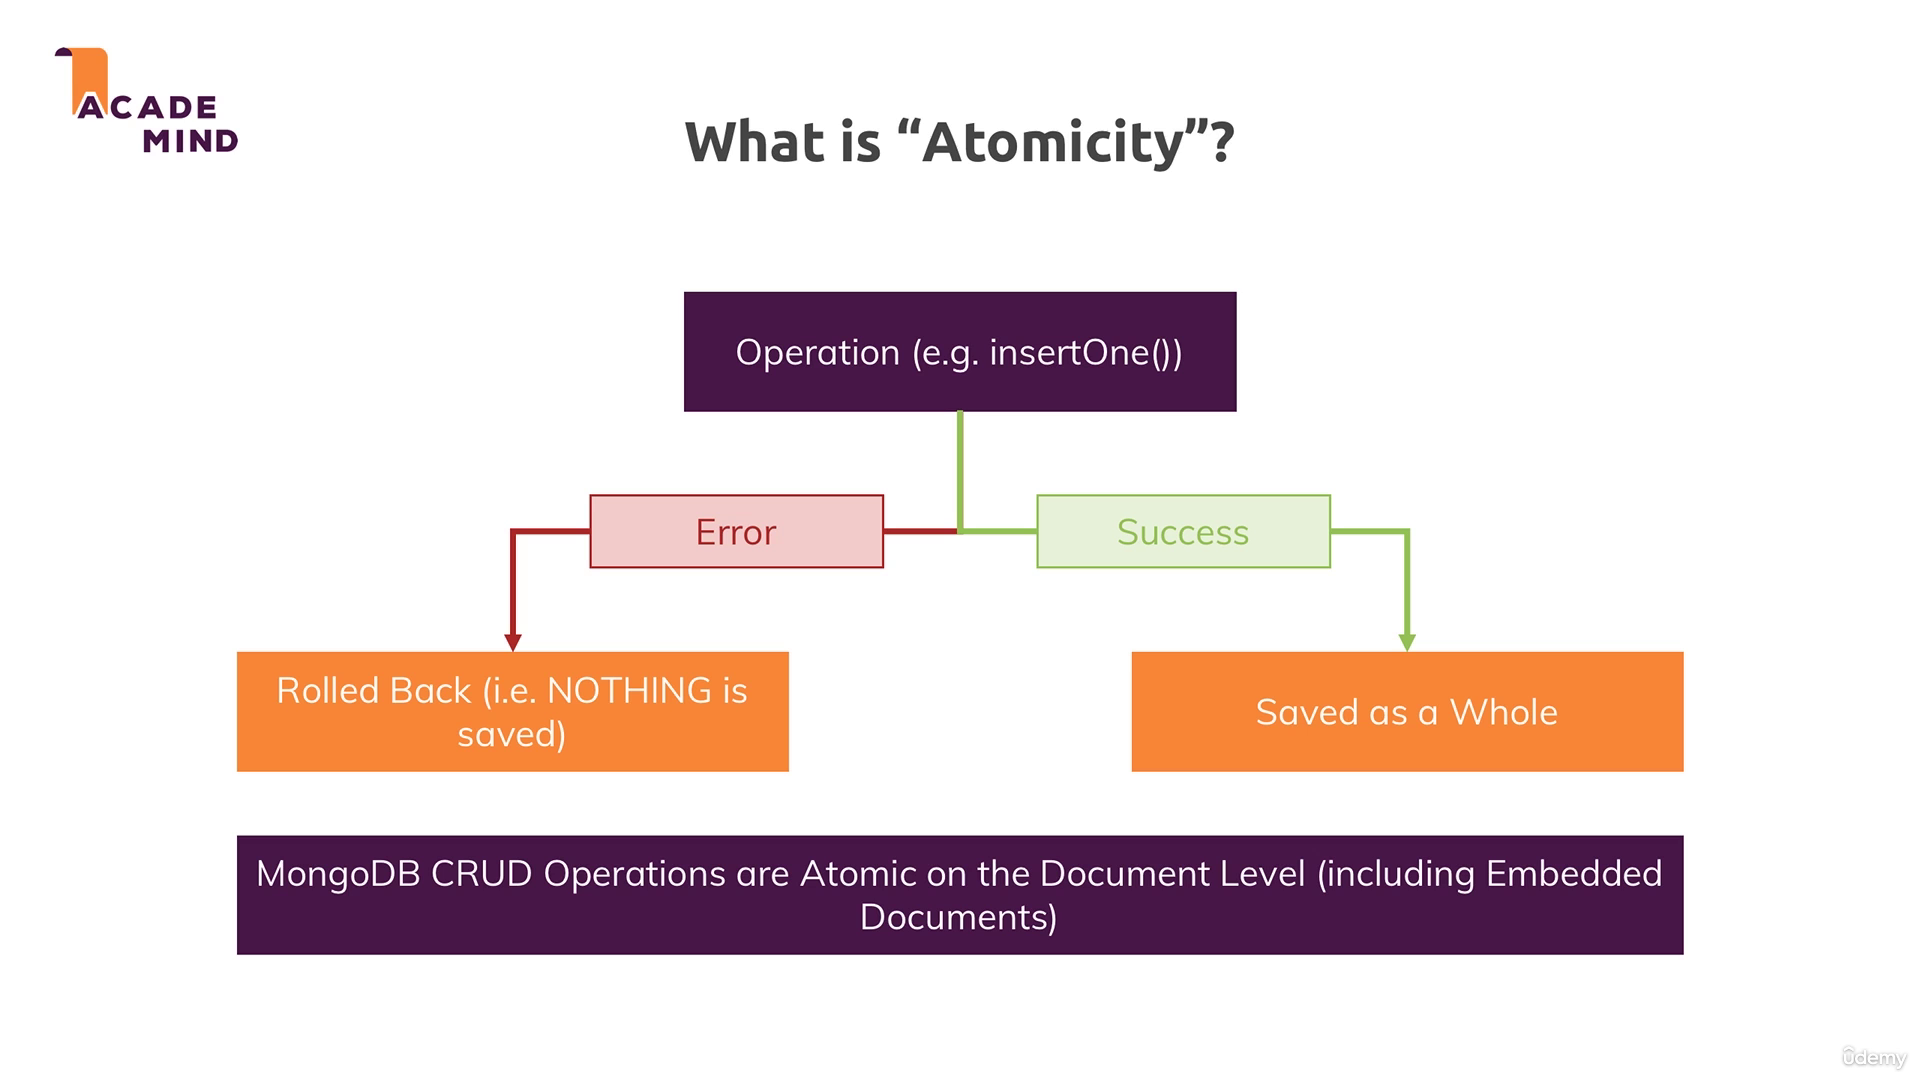 ACADE
MIND
What is “Atomicity”?
Operation (e.g. insertOne())
Error
Success
Rolled Back (i.e. NOTHING is
saved)
Saved as a Whole
MongoDB CRUD Operations are Atomic on the Document Level (including Embedded
Documents)
ûdemy